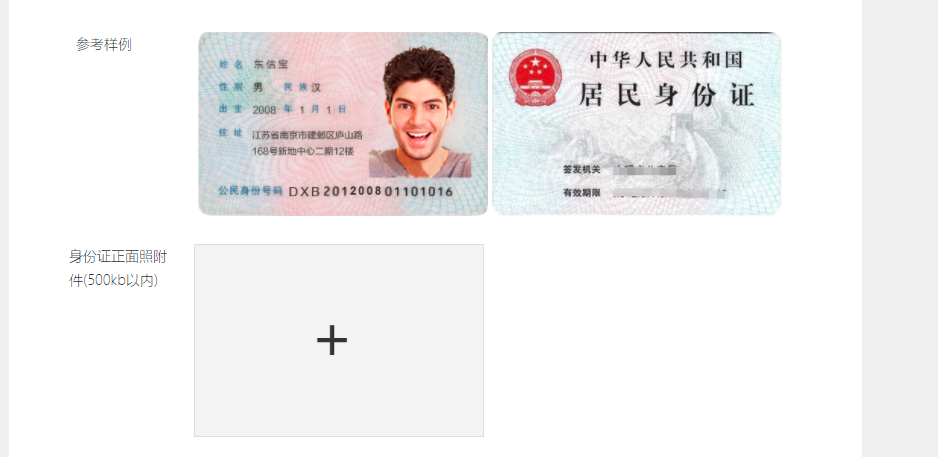 参考样例
姓名 东信宝
性别 男 民族 汉
出生 2008 年 1 月 1 日
住址 江苏省南京市建邺区庐山路
168号新地中心二期12楼
公民身份号码 DXB201200801101016
中华人民共和国
居民身份证
签发机关
有效期限
身份证正面照附
件(500kb以内)